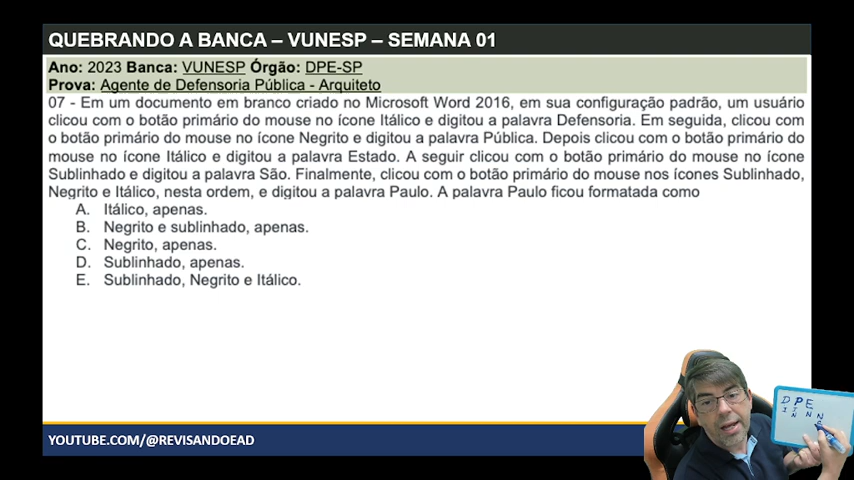 QUEBRANDO A BANCA – VUNESP – SEMANA 01
Ano: 2023 Banca: VUNESP Órgão: DPE-SP
Prova: Agente de Defensoria Pública - Arquiteto
07 - Em um documento em branco criado no Microsoft Word 2016, em sua configuração padrão, um usuário
clicou com o botão primário do mouse no ícone Itálico e digitou a palavra Defensoria. Em seguida, clicou com
o botão primário do mouse no ícone Negrito e digitou a palavra Pública. Depois clicou com o botão primário do
mouse no ícone Itálico e digitou a palavra Estado. A seguir clicou com o botão primário do mouse no ícone
Sublinhado e digitou a palavra São. Finalmente, clicou com o botão primário do mouse nos ícones Sublinhado,
Negrito e Itálico, nesta ordem, e digitou a palavra Paulo. A palavra Paulo ficou formatada como
A. Itálico, apenas.
B. Negrito e sublinhado, apenas.
C. Negrito, apenas.
D. Sublinhado, apenas.
E. Sublinhado, Negrito e Itálico.
D P E
I I N N
N
YOUTUBE.COM/@REVISANDOEAD